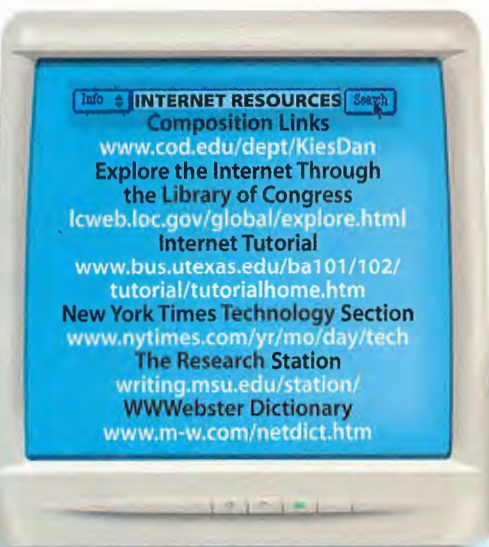 Info INTERNET RESOURCES Search
Composition Links
www.cod.edu/dept/KiesDan
Explore the Internet Through
the Library of Congress
lcweb.loc.gov/global/explore.html
Internet Tutorial
www.bus.utexas.edu/ba101/102/
tutorial/tutorialhome.htm
New York Times Technology Section
www.nytimes.com/yr/mo/day/tech
The Research Station
writing.msu.edu/station/
WWWebster Dictionary
www.m-w.com/netdict.htm